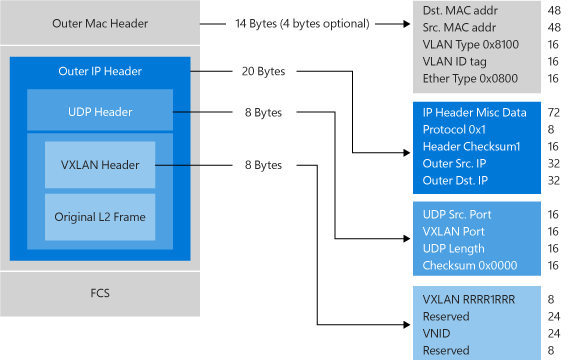 Outer Mac Header
14 Bytes (4 bytes optional)
Outer IP Header
20 Bytes
UDP Header
8 Bytes
VXLAN Header
8 Bytes
Original L2 Frame
FCS
Dst. MAC addr 48
Src. MAC addr 48
VLAN Type 0x8100 16
VLAN ID tag 16
Ether Type 0x0800 16
IP Header Misc Data 72
Protocol 0x1 8
Header Checksum1 16
Outer Src. IP 32
Outer Dst. IP 32
UDP Src. Port 16
VXLAN Port 16
UDP Length 16
Checksum 0x0000 16
VXLAN RRRR1RRR 8
Reserved 24
VNID 24
Reserved 8